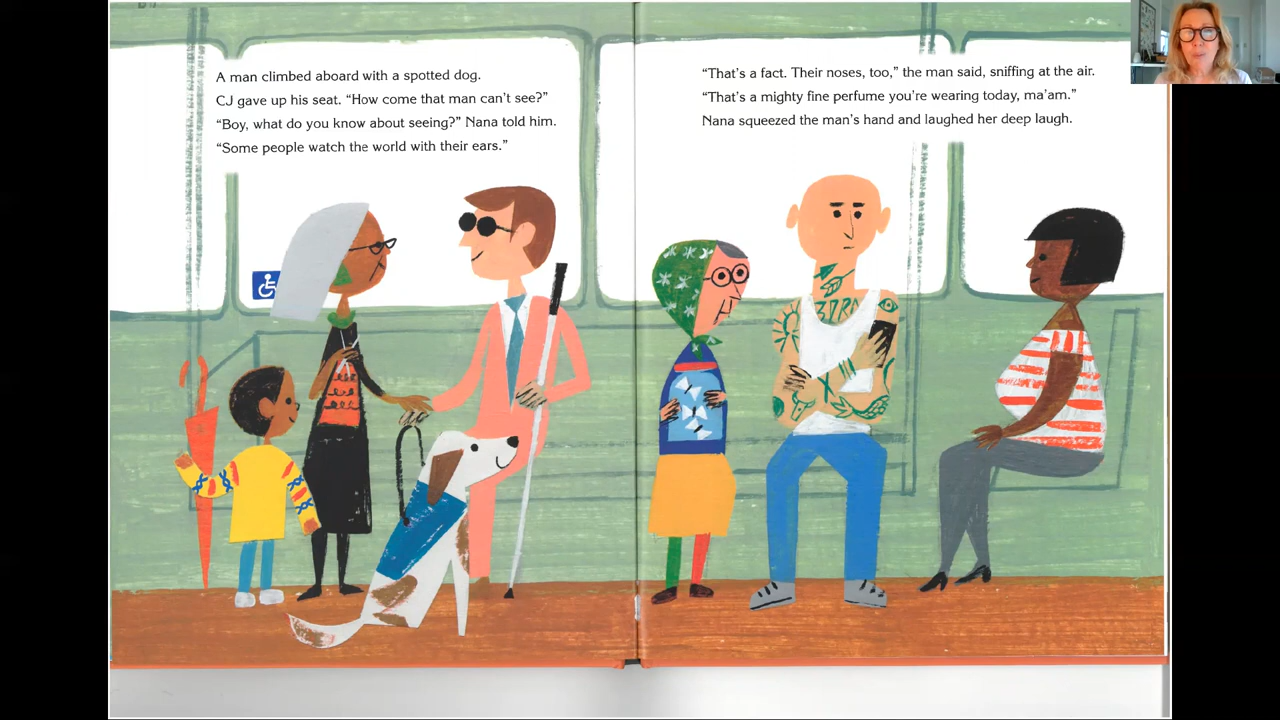 A man climbed aboard with a spotted dog.
CJ gave up his seat. “How come that man can’t see?”
“Boy, what do you know about seeing?” Nana told him.
“Some people watch the world with their ears.”
“That’s a fact. Their noses, too,” the man said, sniffing at the air.
“That’s a mighty fine perfume you’re wearing today, ma’am.”
Nana squeezed the man’s hand and laughed her deep laugh.